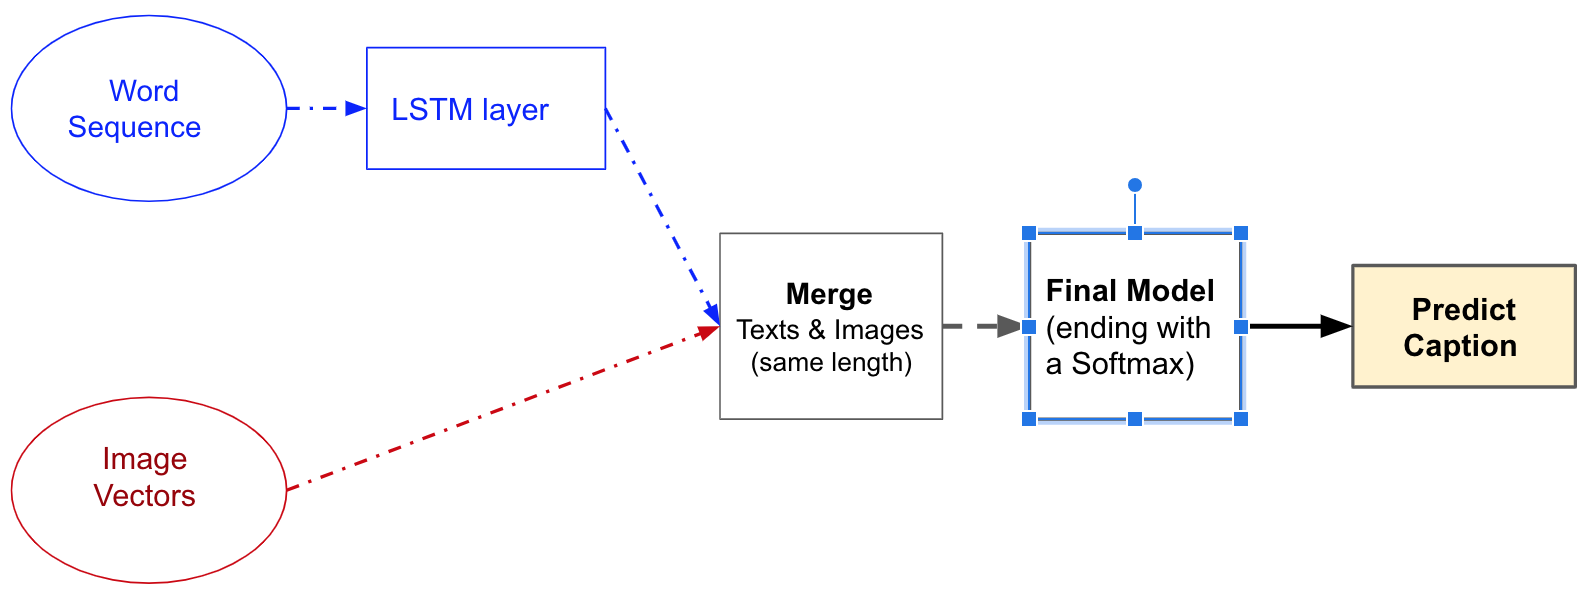 Word
Sequence
LSTM layer
Merge
Texts & Images
(same length)
Final Model
(ending with
a Softmax)
Predict
Caption
Image
Vectors